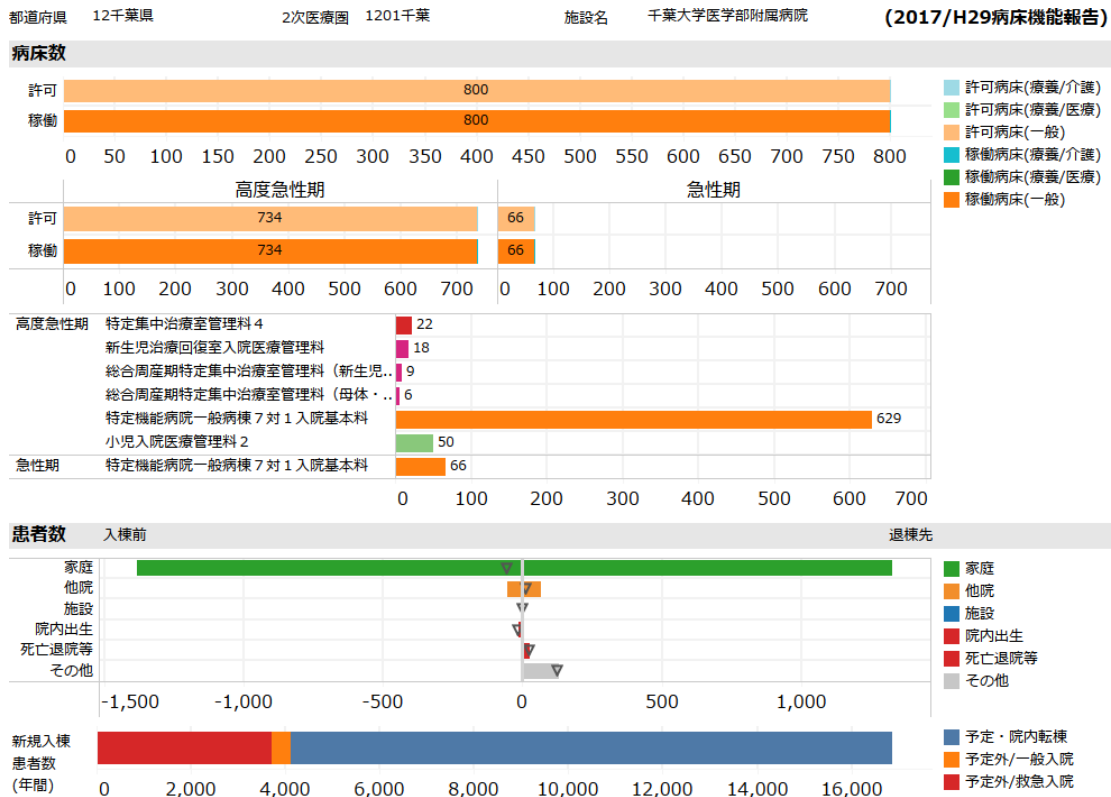 都道府県 12千葉県 2次医療圏 1201千葉 施設名 千葉大学医学部附属病院 (2017/H29病床機能報告)
病床数
許可 800
稼働 800
0 50 100 150 200 250 300 350 400 450 500 550 600 650 700 750 800
許可病床(療養/介護)
許可病床(療養/医療)
許可病床(一般)
稼働病床(療養/介護)
稼働病床(療養/医療)
稼働病床(一般)
高度急性期 急性期
許可 734 66
稼働 734 66
0 100 200 300 400 500 600 700 0 100 200 300 400 500 600 700
高度急性期 特定集中治療室管理料4 22
新生児治療回復室入院医療管理料 18
総合周産期特定集中治療室管理料(新生児.. 9
総合周産期特定集中治療室管理料(母体・.. 6
特定機能病院一般病棟7対1入院基本料 629
小児入院医療管理料2 50
急性期 特定機能病院一般病棟7対1入院基本料 66
0 100 200 300 400 500 600 700
患者数 入棟前 退棟先
家庭
他院
施設
院内出生
死亡退院等
その他
-1,500 -1,000 -500 0 500 1,000
家庭
他院
施設
院内出生
死亡退院等
その他
新規入棟
患者数
(年間)
0 2,000 4,000 6,000 8,000 10,000 12,000 14,000 16,000
予定・院内転棟
予定外/一般入院
予定外/救急入院